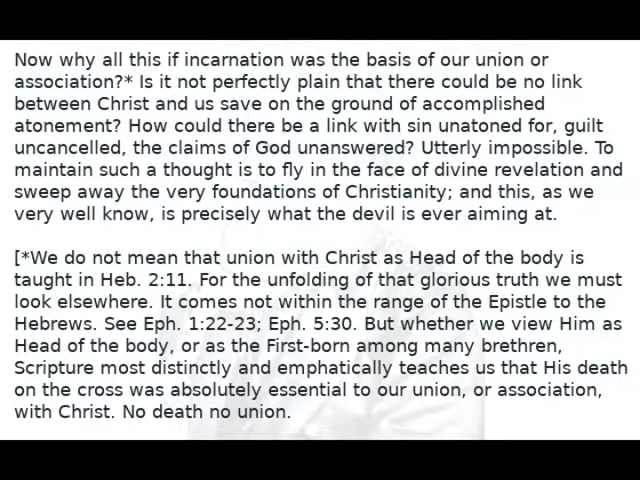 Now why all this if incarnation was the basis of our union or
association?* Is it not perfectly plain that there could be no link
between Christ and us save on the ground of accomplished
atonement? How could there be a link with sin unatoned for, guilt
uncancelled, the claims of God unanswered? Utterly impossible. To
maintain such a thought is to fly in the face of divine revelation and
sweep away the very foundations of Christianity; and this, as we
very well know, is precisely what the devil is ever aiming at.

[*We do not mean that union with Christ as Head of the body is
taught in Heb. 2:11. For the unfolding of that glorious truth we must
look elsewhere. It comes not within the range of the Epistle to the
Hebrews. See Eph. 1:22-23; Eph. 5:30. But whether we view Him as
Head of the body, or as the First-born among many brethren,
Scripture most distinctly and emphatically teaches us that His death
on the cross was absolutely essential to our union, or association,
with Christ. No death no union.